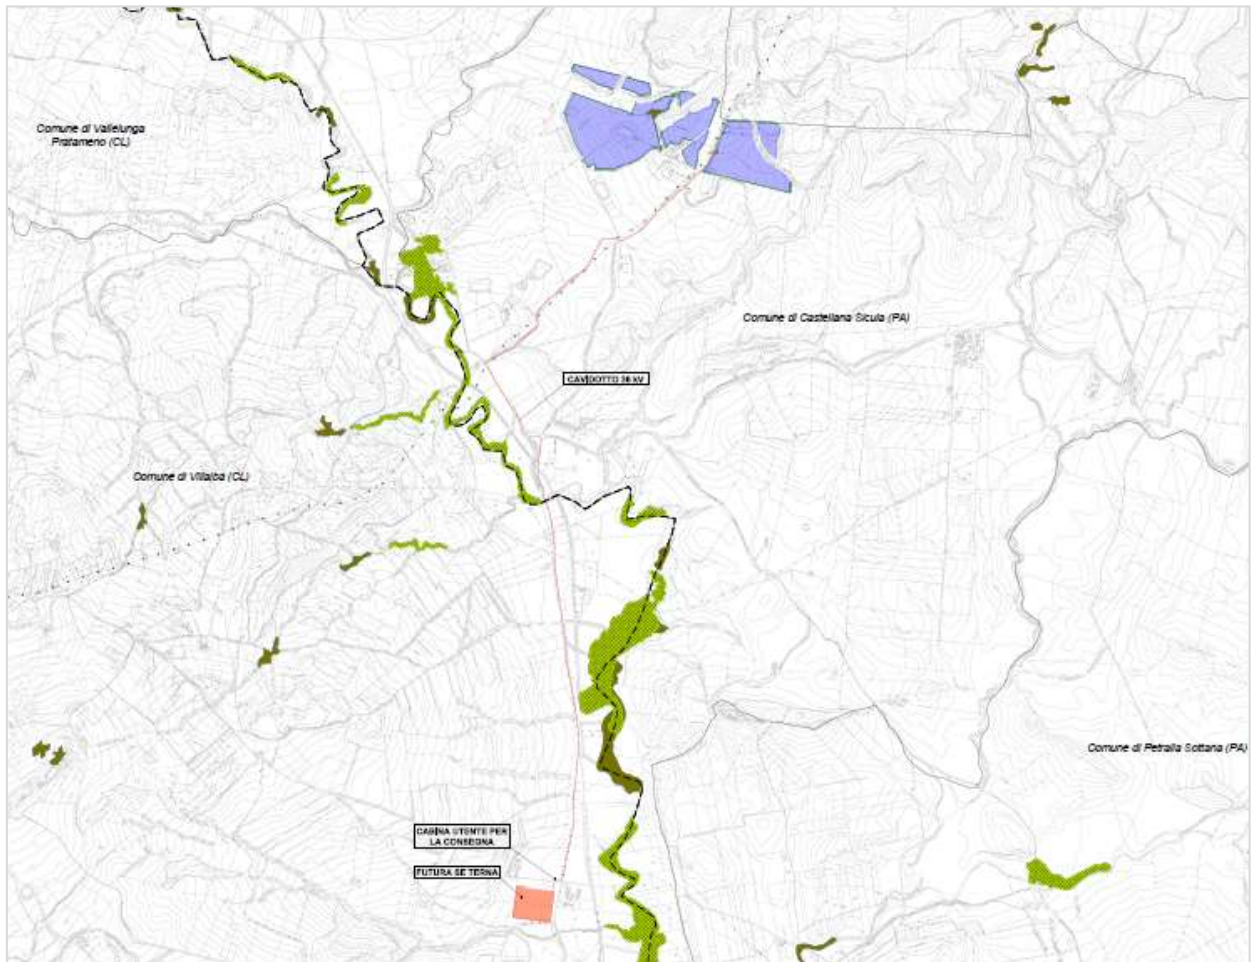 Comune di Vallelunga
Pratameno (CL)
Comune di Castellana Sicula (PA)
CAVIDOTTO 36 kV
Comune di Villalba (CL)
Comune di Petralia Sottana (PA)
CABINA UTENTE PER
LA CONSEGNA
FUTURA SE TERNA